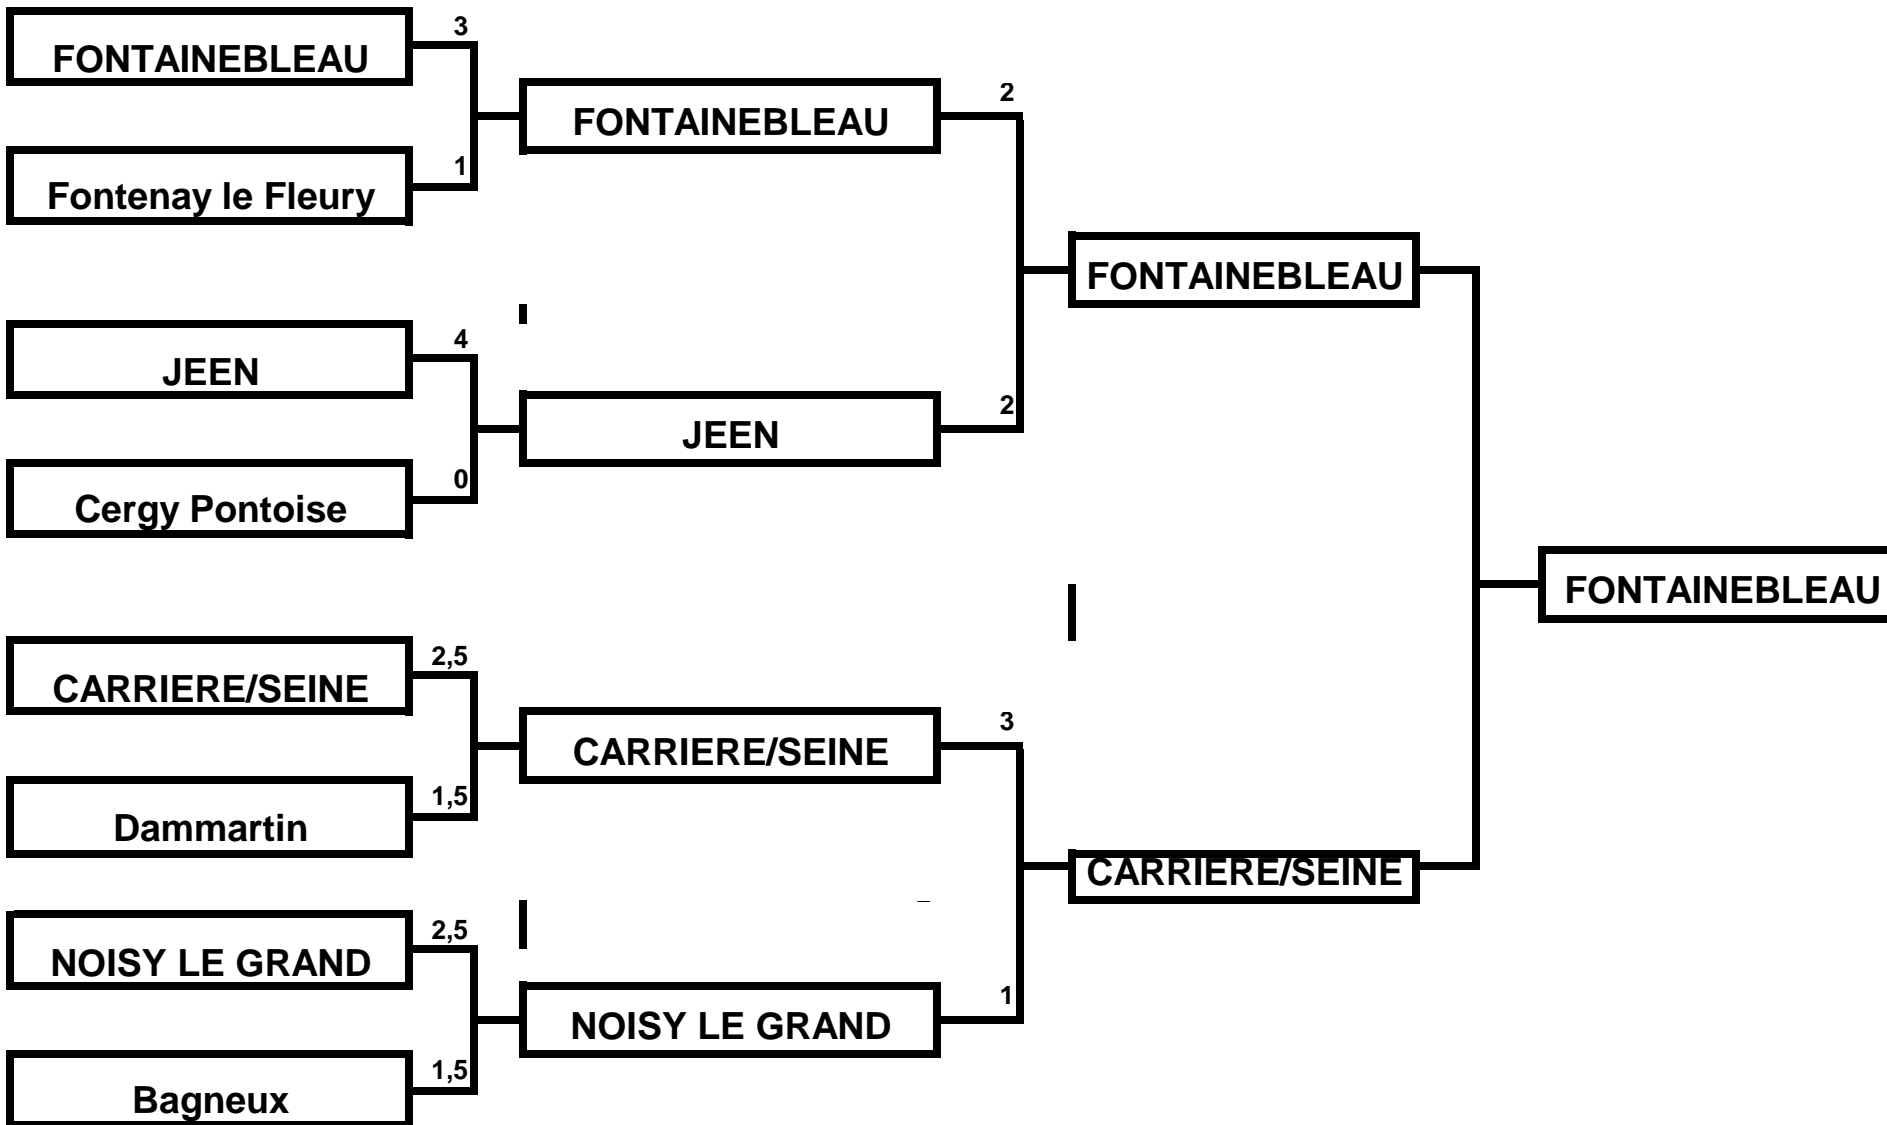 3
FONTAINEBLEAU
1
Fontenay le Fleury
4
JEEN
0
Cergy Pontoise
2,5
CARRIERE/SEINE
1,5
Dammartin
2,5
NOISY LE GRAND
1,5
Bagneux
2
FONTAINEBLEAU
2
JEEN
3
CARRIERE/SEINE
1
NOISY LE GRAND
FONTAINEBLEAU
CARRIERE/SEINE
FONTAINEBLEAU